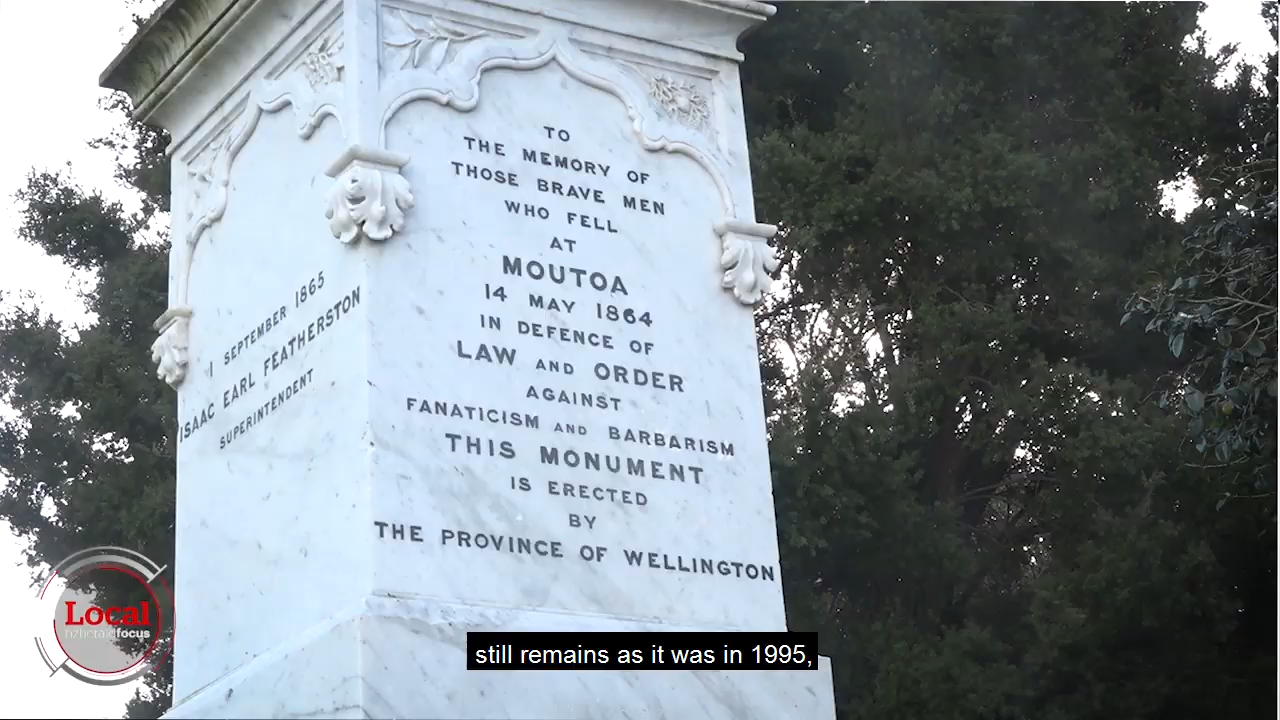 TO
THE MEMORY OF
THOSE BRAVE MEN
WHO FELL
AT
MOUTOA
14 MAY 1864
IN DEFENCE OF
LAW AND ORDER
AGAINST
FANATICISM AND BARBARISM
THIS MONUMENT
IS ERECTED
BY
THE PROVINCE OF WELLINGTON
1 SEPTEMBER 1865
ISAAC EARL FEATHERSTON
SUPERINTENDENT
Local
nzheraldfocus
still remains as it was in 1995,